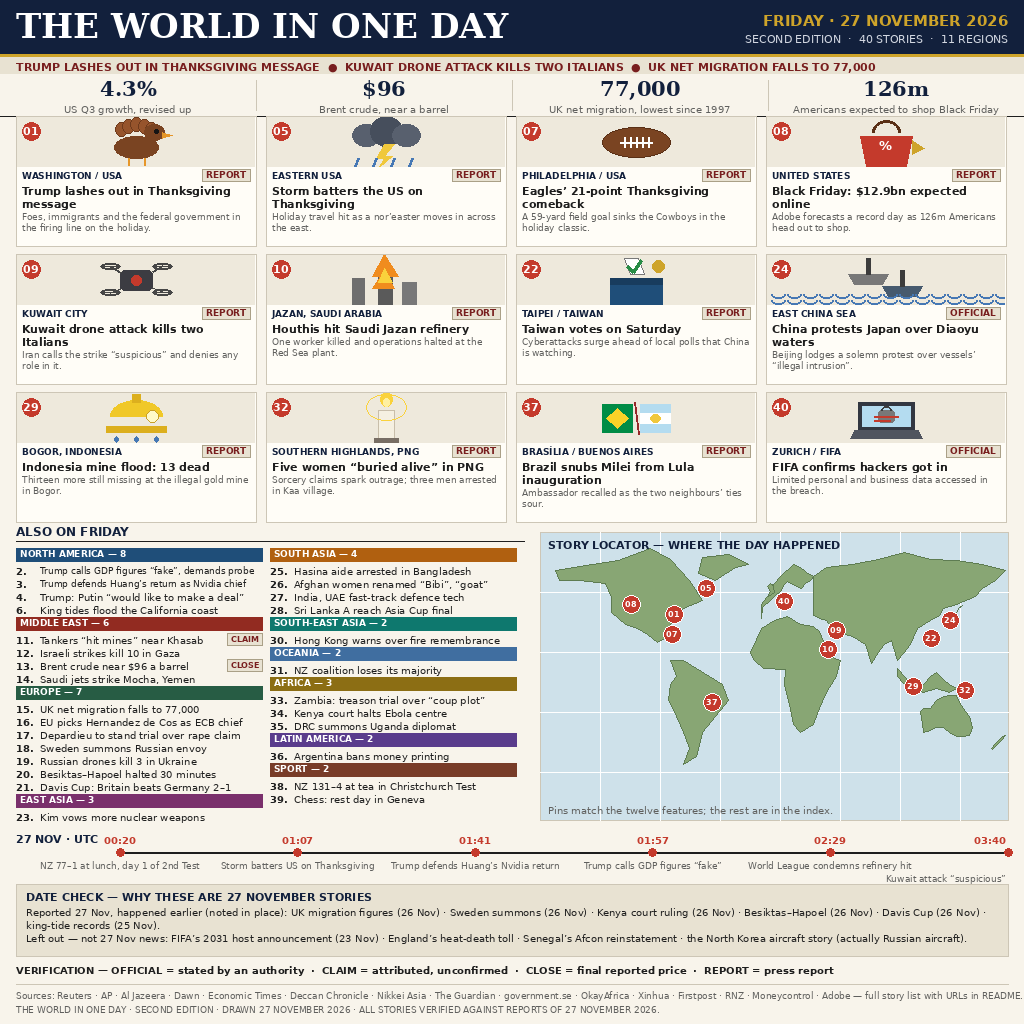 THE WORLD IN ONE DAY
FRIDAY · 27 NOVEMBER 2026
SECOND EDITION · 40 STORIES · 11 REGIONS
TRUMP LASHES OUT IN THANKSGIVING MESSAGE ● KUWAIT DRONE ATTACK KILLS TWO ITALIANS ● UK NET MIGRATION FALLS TO 77,000
4.3%
US Q3 growth, revised up
$96
Brent crude, near a barrel
77,000
UK net migration, lowest since 1997
126m
Americans expected to shop Black Friday
01
WASHINGTON / USA
REPORT
Trump lashes out in Thanksgiving
message
Foes, immigrants and the federal government in
the firing line on the holiday.
05
EASTERN USA
REPORT
Storm batters the US on
Thanksgiving
Holiday travel hit as a nor’easter moves in across
the east.
07
PHILADELPHIA / USA
REPORT
Eagles’ 21-point Thanksgiving
comeback
A 59-yard field goal sinks the Cowboys in the
holiday classic.
08
%
UNITED STATES
REPORT
Black Friday: $12.9bn expected
online
Adobe forecasts a record day as 126m Americans
head out to shop.
09
KUWAIT CITY
REPORT
Kuwait drone attack kills two
Italians
Iran calls the strike “suspicious” and denies any
role in it.
10
JAZAN, SAUDI ARABIA
REPORT
Houthis hit Saudi Jazan refinery
One worker killed and operations halted at the
Red Sea plant.
22
TAIPEI / TAIWAN
REPORT
Taiwan votes on Saturday
Cyberattacks surge ahead of local polls that China
is watching.
24
EAST CHINA SEA
OFFICIAL
China protests Japan over Diaoyu
waters
Beijing lodges a solemn protest over vessels’
“illegal intrusion”.
29
BOGOR, INDONESIA
REPORT
Indonesia mine flood: 13 dead
Thirteen more still missing at the illegal gold mine
in Bogor.
32
SOUTHERN HIGHLANDS, PNG
REPORT
Five women “buried alive” in PNG
Sorcery claims spark outrage; three men arrested
in Kaa village.
37
BRASÍLIA / BUENOS AIRES
REPORT
Brazil snubs Milei from Lula
inauguration
Ambassador recalled as the two neighbours’ ties
sour.
40
ZURICH / FIFA
OFFICIAL
FIFA confirms hackers got in
Limited personal and business data accessed in
the breach.
ALSO ON FRIDAY
NORTH AMERICA — 8
2. Trump calls GDP figures “fake”, demands probe
3. Trump defends Huang’s return as Nvidia chief
4. Trump: Putin “would like to make a deal”
6. King tides flood the California coast
MIDDLE EAST — 6
11. Tankers “hit mines” near Khasab CLAIM
12. Israeli strikes kill 10 in Gaza
13. Brent crude near $96 a barrel CLOSE
14. Saudi jets strike Mocha, Yemen
EUROPE — 7
15. UK net migration falls to 77,000
16. EU picks Hernandez de Cos as ECB chief
17. Depardieu to stand trial over rape claim
18. Sweden summons Russian envoy
19. Russian drones kill 3 in Ukraine
20. Besiktas–Hapoel halted 30 minutes
21. Davis Cup: Britain beats Germany 2–1
EAST ASIA — 3
23. Kim vows more nuclear weapons
SOUTH ASIA — 4
25. Hasina aide arrested in Bangladesh
26. Afghan women renamed “Bibi”, “goat”
27. India, UAE fast-track defence tech
28. Sri Lanka A reach Asia Cup final
SOUTH-EAST ASIA — 2
30. Hong Kong warns over fire remembrance
OCEANIA — 2
31. NZ coalition loses its majority
AFRICA — 3
33. Zambia: treason trial over “coup plot”
34. Kenya court halts Ebola centre
35. DRC summons Uganda diplomat
LATIN AMERICA — 2
36. Argentina bans money printing
SPORT — 2
38. NZ 131–4 at tea in Christchurch Test
39. Chess: rest day in Geneva
STORY LOCATOR — WHERE THE DAY HAPPENED
05
40
08
01
07
09
10
24
22
29
32
37
Pins match the twelve features; the rest are in the index.
27 NOV · UTC
00:20
01:07
01:41
01:57
02:29
03:40
NZ 77–1 at lunch, day 1 of 2nd Test
Storm batters US on Thanksgiving
Trump defends Huang’s Nvidia return
Trump calls GDP figures “fake”
World League condemns refinery hit
Kuwait attack “suspicious”
DATE CHECK — WHY THESE ARE 27 NOVEMBER STORIES
Reported 27 Nov, happened earlier (noted in place): UK migration figures (26 Nov) · Sweden summons (26 Nov) · Kenya court ruling (26 Nov) · Besiktas–Hapoel (26 Nov) · Davis Cup (26 Nov) ·
king-tide records (25 Nov).
Left out — not 27 Nov news: FIFA’s 2031 host announcement (23 Nov) · England’s heat-death toll · Senegal’s Afcon reinstatement · the North Korea aircraft story (actually Russian aircraft).
VERIFICATION — OFFICIAL = stated by an authority · CLAIM = attributed, unconfirmed · CLOSE = final reported price · REPORT = press report
Sources: Reuters · AP · Al Jazeera · Dawn · Economic Times · Deccan Chronicle · Nikkei Asia · The Guardian · government.se · OkayAfrica · Xinhua · Firstpost · RNZ · Moneycontrol · Adobe — full story list with URLs in README.
THE WORLD IN ONE DAY · SECOND EDITION · DRAWN 27 NOVEMBER 2026 · ALL STORIES VERIFIED AGAINST REPORTS OF 27 NOVEMBER 2026.